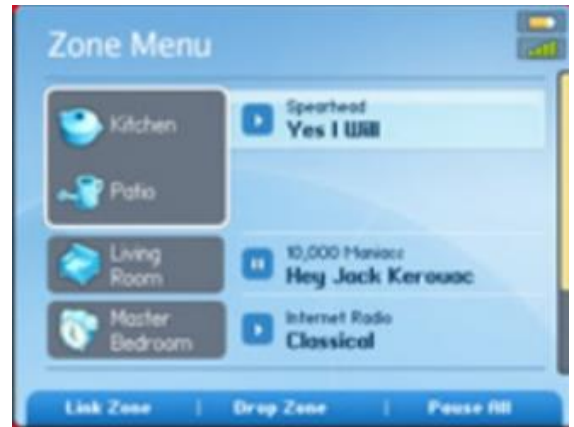 Zone Menu
Kitchen
Spearhead
Yes I Will
Patio
Living
Room
10,000 Maniacs
Hey Jack Kerouac
Master
Bedroom
Internet Radio
Classical
Link Zone | Drop Zone | Pause All